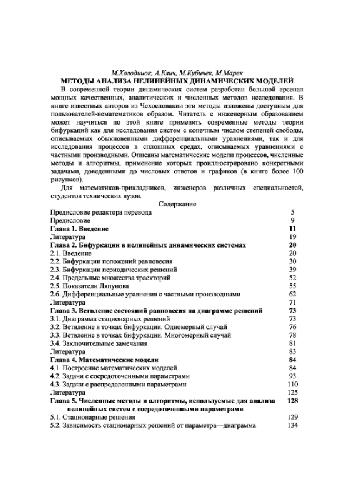 М.Холодниок, А.Клич, М.Кубичек, М.Марек
МЕТОДЫ АНАЛИЗА НЕЛИНЕЙНЫХ ДИНАМИЧЕСКИХ МОДЕЛЕЙ
В современной теории динамических систем разработан большой арсенал
мощных качественных, аналитических и численных методов исследования. В
книге известных авторов из Чехословакии эти методы изложены доступным для
пользователей-нематематиков образом. Читатель с инженерным образованием
может научиться по этой книге применять современные методы теории
бифуркаций как для исследования систем с конечным числом степеней свободы,
описываемых обыкновенными дифференциальными уравнениями, так и для
исследования процессов в сплошных средах, описываемых уравнениями с
частными производными. Описаны математические модели процессов, численные
методы и алгоритмы, применение которых проиллюстрировано конкретными
задачами, доведенными до числовых ответов и графиков (в книге более 100
рисунков).
Для математиков-прикладников, инженеров различных специальностей,
студентов технических вузов.
Содержание
Предисловие редактора перевода 5
Предисловие 9
Глава 1. Введение 11
Литература 19
Глава 2. Бифуркации в нелинейных динамических системах 20
2.1. Введение 20
2.2. Бифуркации положения равновесия 30
2.3. Бифуркации периодических решений 39
2.4. Предельные множества траекторий 52
2.5. Показатели Ляпунова 55
2.6. Дифференциальные уравнения с частными производными 62
Литература 71
Глава 3. Ветвление состояний равновесия на диаграмме решений 73
3.1. Диаграмма стационарных решений 73
3.2. Ветвление в точках бифуркации. Одномерный случай 76
3.3. Ветвление в точках бифуркации. Многомерный случай 78
3.4. Заключительные замечания 81
Литература 83
Глава 4. Математические модели 84
4.1. Построение математических моделей 84
4.2. Задачи с сосредоточенными параметрами 93
4.3. Задачи с распределенными параметрами 110
Литература 125
Глава 5. Численные методы и алгоритмы, используемые для анализа 128
нелинейных систем с сосредоточенными параметрами
5.1. Стационарные решения 129
5.2. Зависимость стационарных решений от параметра—диаграмма 134